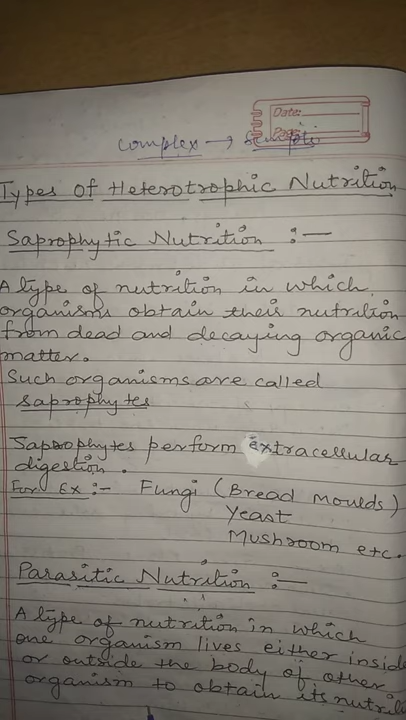 Date:
Page:
complex → Semple
Types of Heterotrophic Nutrition
Saprophytic Nutrition :—
A type of nutrition in which
organisms obtain their nutrition
from dead and decaying organic
matter.
Such organisms are called
saprophytes
Saprophytes perform extracellular
digestion.
For Ex :- Fungi (Bread Moulds)
Yeast
Mushroom etc.
Parasitic Nutrition :—
A type of nutrition in which
one organism lives either inside
or outside the body of other
organism to obtain its nutriti